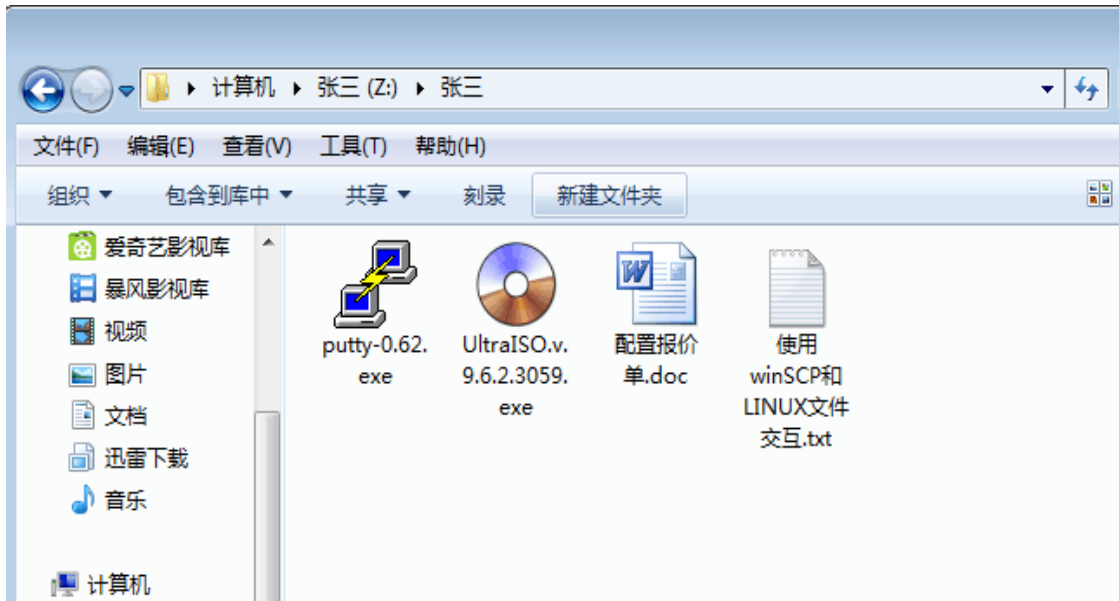 计算机 张三 (Z:) 张三
文件(F) 编辑(E) 查看(V) 工具(T) 帮助(H)
组织 包含到库中 共享 刻录 新建文件夹
爱奇艺影视库
暴风影视库
视频
图片
文档
迅雷下载
音乐
计算机
putty-0.62.
exe
UltraISO.v.
9.6.2.3059.
exe
配置报价
单.doc
使用
winSCP和
LINUX文件
交互.txt